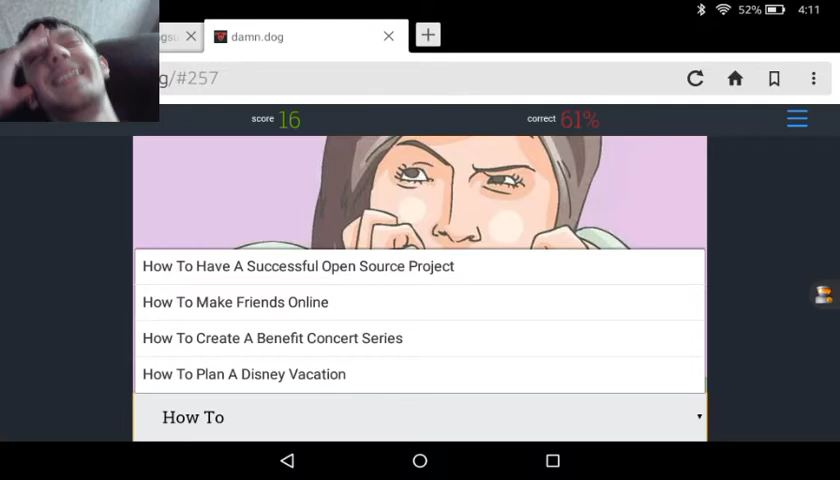 52% 4:11
gsu damn.dog
g/#257
score 16 correct 61%
How To Have A Successful Open Source Project
How To Make Friends Online
How To Create A Benefit Concert Series
How To Plan A Disney Vacation
How To